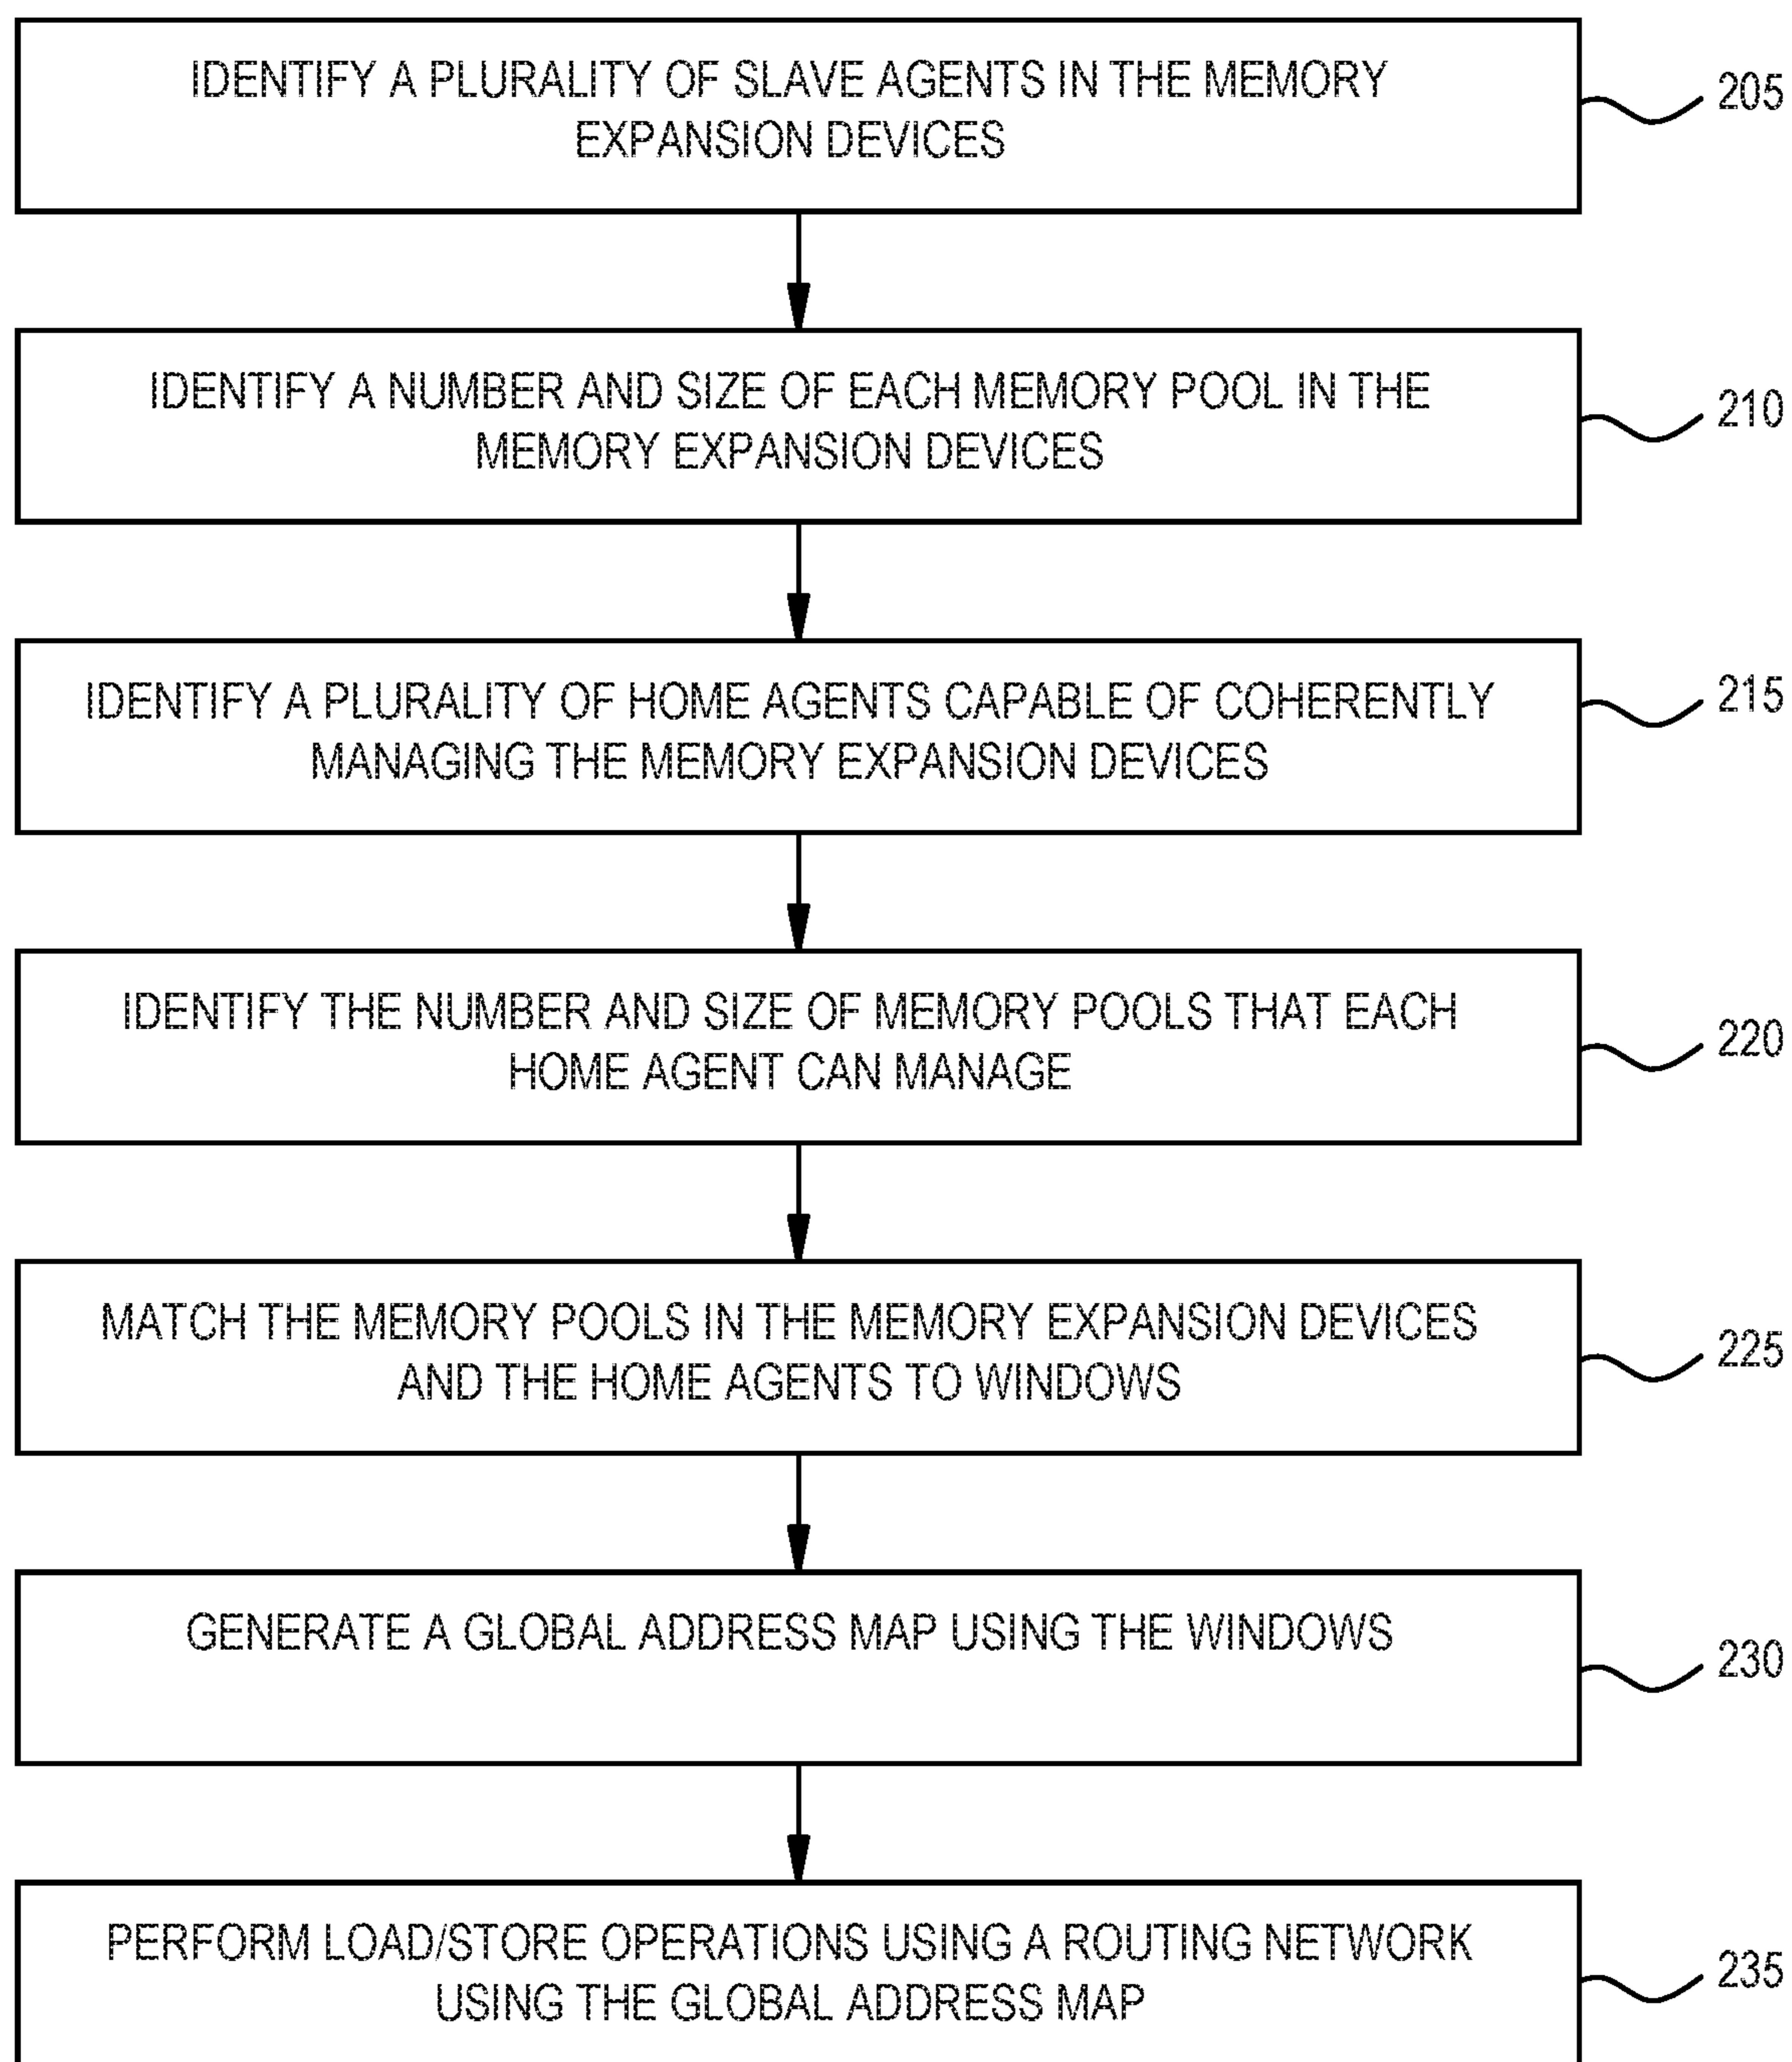 IDENTIFY A PLURALITY OF SLAVE AGENTS IN THE MEMORY
EXPANSION DEVICES
205
IDENTIFY A NUMBER AND SIZE OF EACH MEMORY POOL IN THE
MEMORY EXPANSION DEVICES
210
IDENTIFY A PLURALITY OF HOME AGENTS CAPABLE OF COHERENTLY
MANAGING THE MEMORY EXPANSION DEVICES
215
IDENTIFY THE NUMBER AND SIZE OF MEMORY POOLS THAT EACH
HOME AGENT CAN MANAGE
220
MATCH THE MEMORY POOLS IN THE MEMORY EXPANSION DEVICES
AND THE HOME AGENTS TO WINDOWS
225
GENERATE A GLOBAL ADDRESS MAP USING THE WINDOWS
230
PERFORM LOAD/STORE OPERATIONS USING A ROUTING NETWORK
USING THE GLOBAL ADDRESS MAP
235